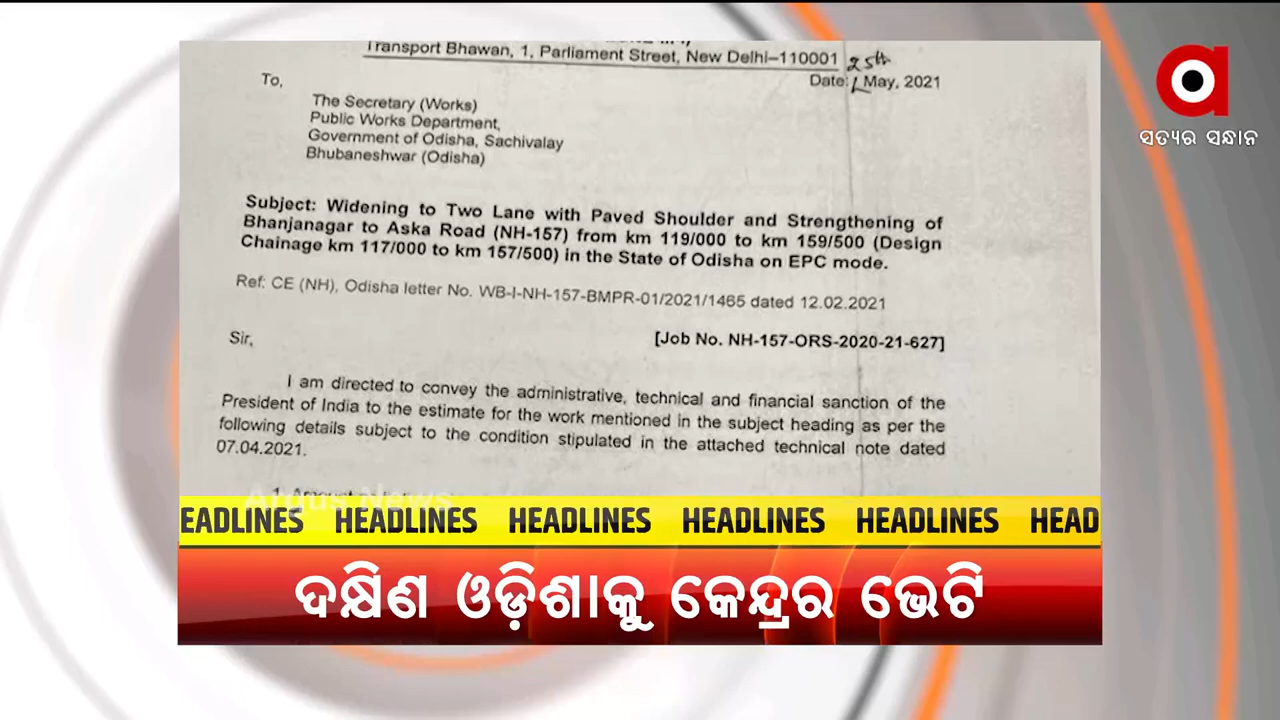 Transport Bhawan, 1, Parliament Street, New Delhi–110001
25th
Date: May, 2021
To,
The Secretary (Works)
Public Works Department,
Government of Odisha, Sachivalay
Bhubaneshwar (Odisha)
Subject: Widening to Two Lane with Paved Shoulder and Strengthening of
Bhanjanagar to Aska Road (NH-157) from km 119/000 to km 159/500 (Design
Chainage km 117/000 to km 157/500) in the State of Odisha on EPC mode.
Ref: CE (NH), Odisha letter No. WB-I-NH-157-BMPR-01/2021/1465 dated 12.02.2021
Sir,
[Job No. NH-157-ORS-2020-21-627]
I am directed to convey the administrative, technical and financial sanction of the
President of India to the estimate for the work mentioned in the subject heading as per the
following details subject to the condition stipulated in the attached technical note dated
07.04.2021.
Argus News
EADLINES HEADLINES HEADLINES HEADLINES HEADLINES HEAD
ଦକ୍ଷିଣ ଓଡ଼ିଶାକୁ କେନ୍ଦ୍ରର ଭେଟି
a
ସତ୍ୟର ସନ୍ଧାନ